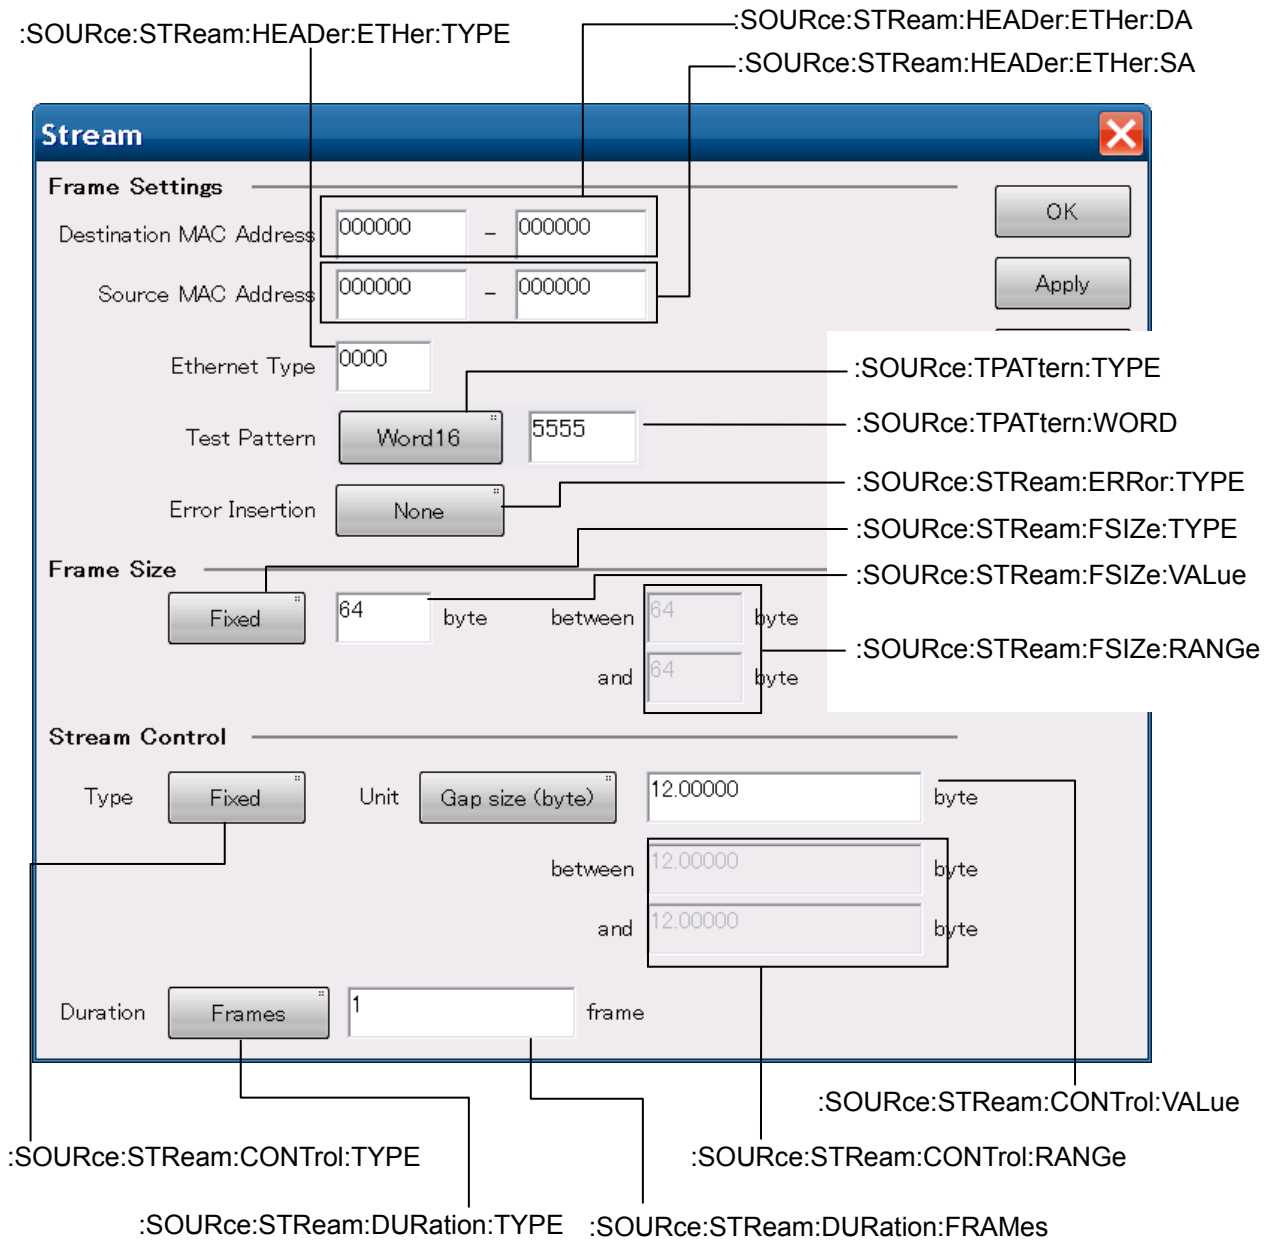 :SOURce:STReam:HEADer:ETHer:DA
:SOURce:STReam:HEADer:ETHer:TYPE
:SOURce:STReam:HEADer:ETHer:SA
Stream
Frame Settings
OK
Destination MAC Address 000000 - 000000
Source MAC Address 000000 - 000000
Apply
Ethernet Type 0000
:SOURce:TPATtern:TYPE
Test Pattern Word16 5555
:SOURce:TPATtern:WORD
Error Insertion None
:SOURce:STReam:ERRor:TYPE
:SOURce:STReam:FSIZe:TYPE
Frame Size
:SOURce:STReam:FSIZe:VALue
Fixed 64 byte between 64 byte
:SOURce:STReam:FSIZe:RANGe
and 64 byte
Stream Control
Type Fixed Unit Gap size (byte) 12.00000 byte
between 12.00000 byte
and 12.00000 byte
Duration Frames 1 frame
:SOURce:STReam:CONTrol:VALue
:SOURce:STReam:CONTrol:TYPE
:SOURce:STReam:CONTrol:RANGe
:SOURce:STReam:DURation:TYPE
:SOURce:STReam:DURation:FRAMes